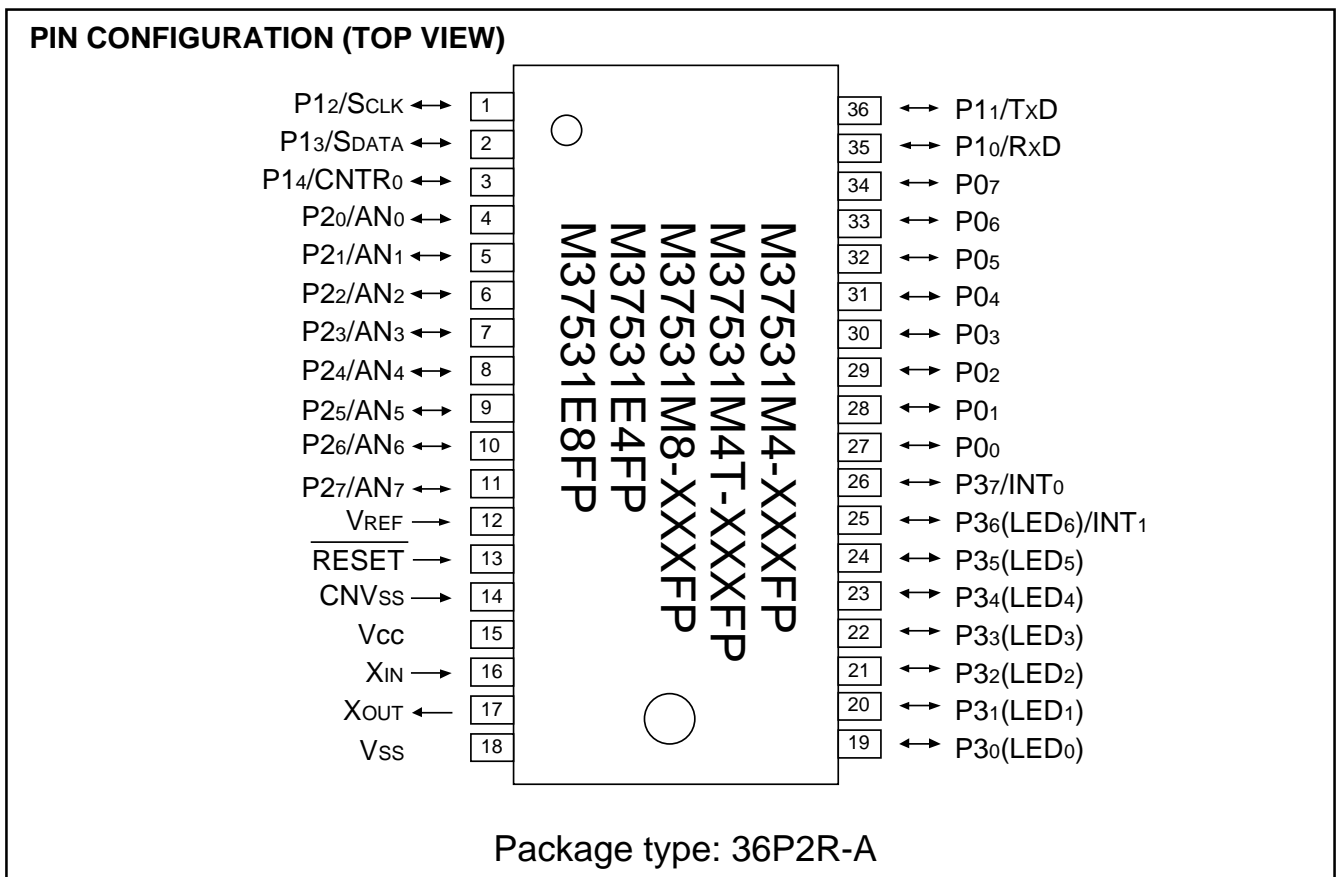 PIN CONFIGURATION (TOP VIEW)
P12/SCLK 1
P13/SDATA 2
P14/CNTR0 3
P20/AN0 4
P21/AN1 5
P22/AN2 6
P23/AN3 7
P24/AN4 8
P25/AN5 9
P26/AN6 10
P27/AN7 11
VREF 12
RESET 13
CNVSS 14
Vcc 15
XIN 16
XOUT 17
VSS 18
M37531M4-XXXFP
M37531M4T-XXXFP
M37531M8-XXXFP
M37531E4FP
M37531E8FP
36 P11/TXD
35 P10/RXD
34 P07
33 P06
32 P05
31 P04
30 P03
29 P02
28 P01
27 P00
26 P37/INT0
25 P36(LED6)/INT1
24 P35(LED5)
23 P34(LED4)
22 P33(LED3)
21 P32(LED2)
20 P31(LED1)
19 P30(LED0)
Package type: 36P2R-A